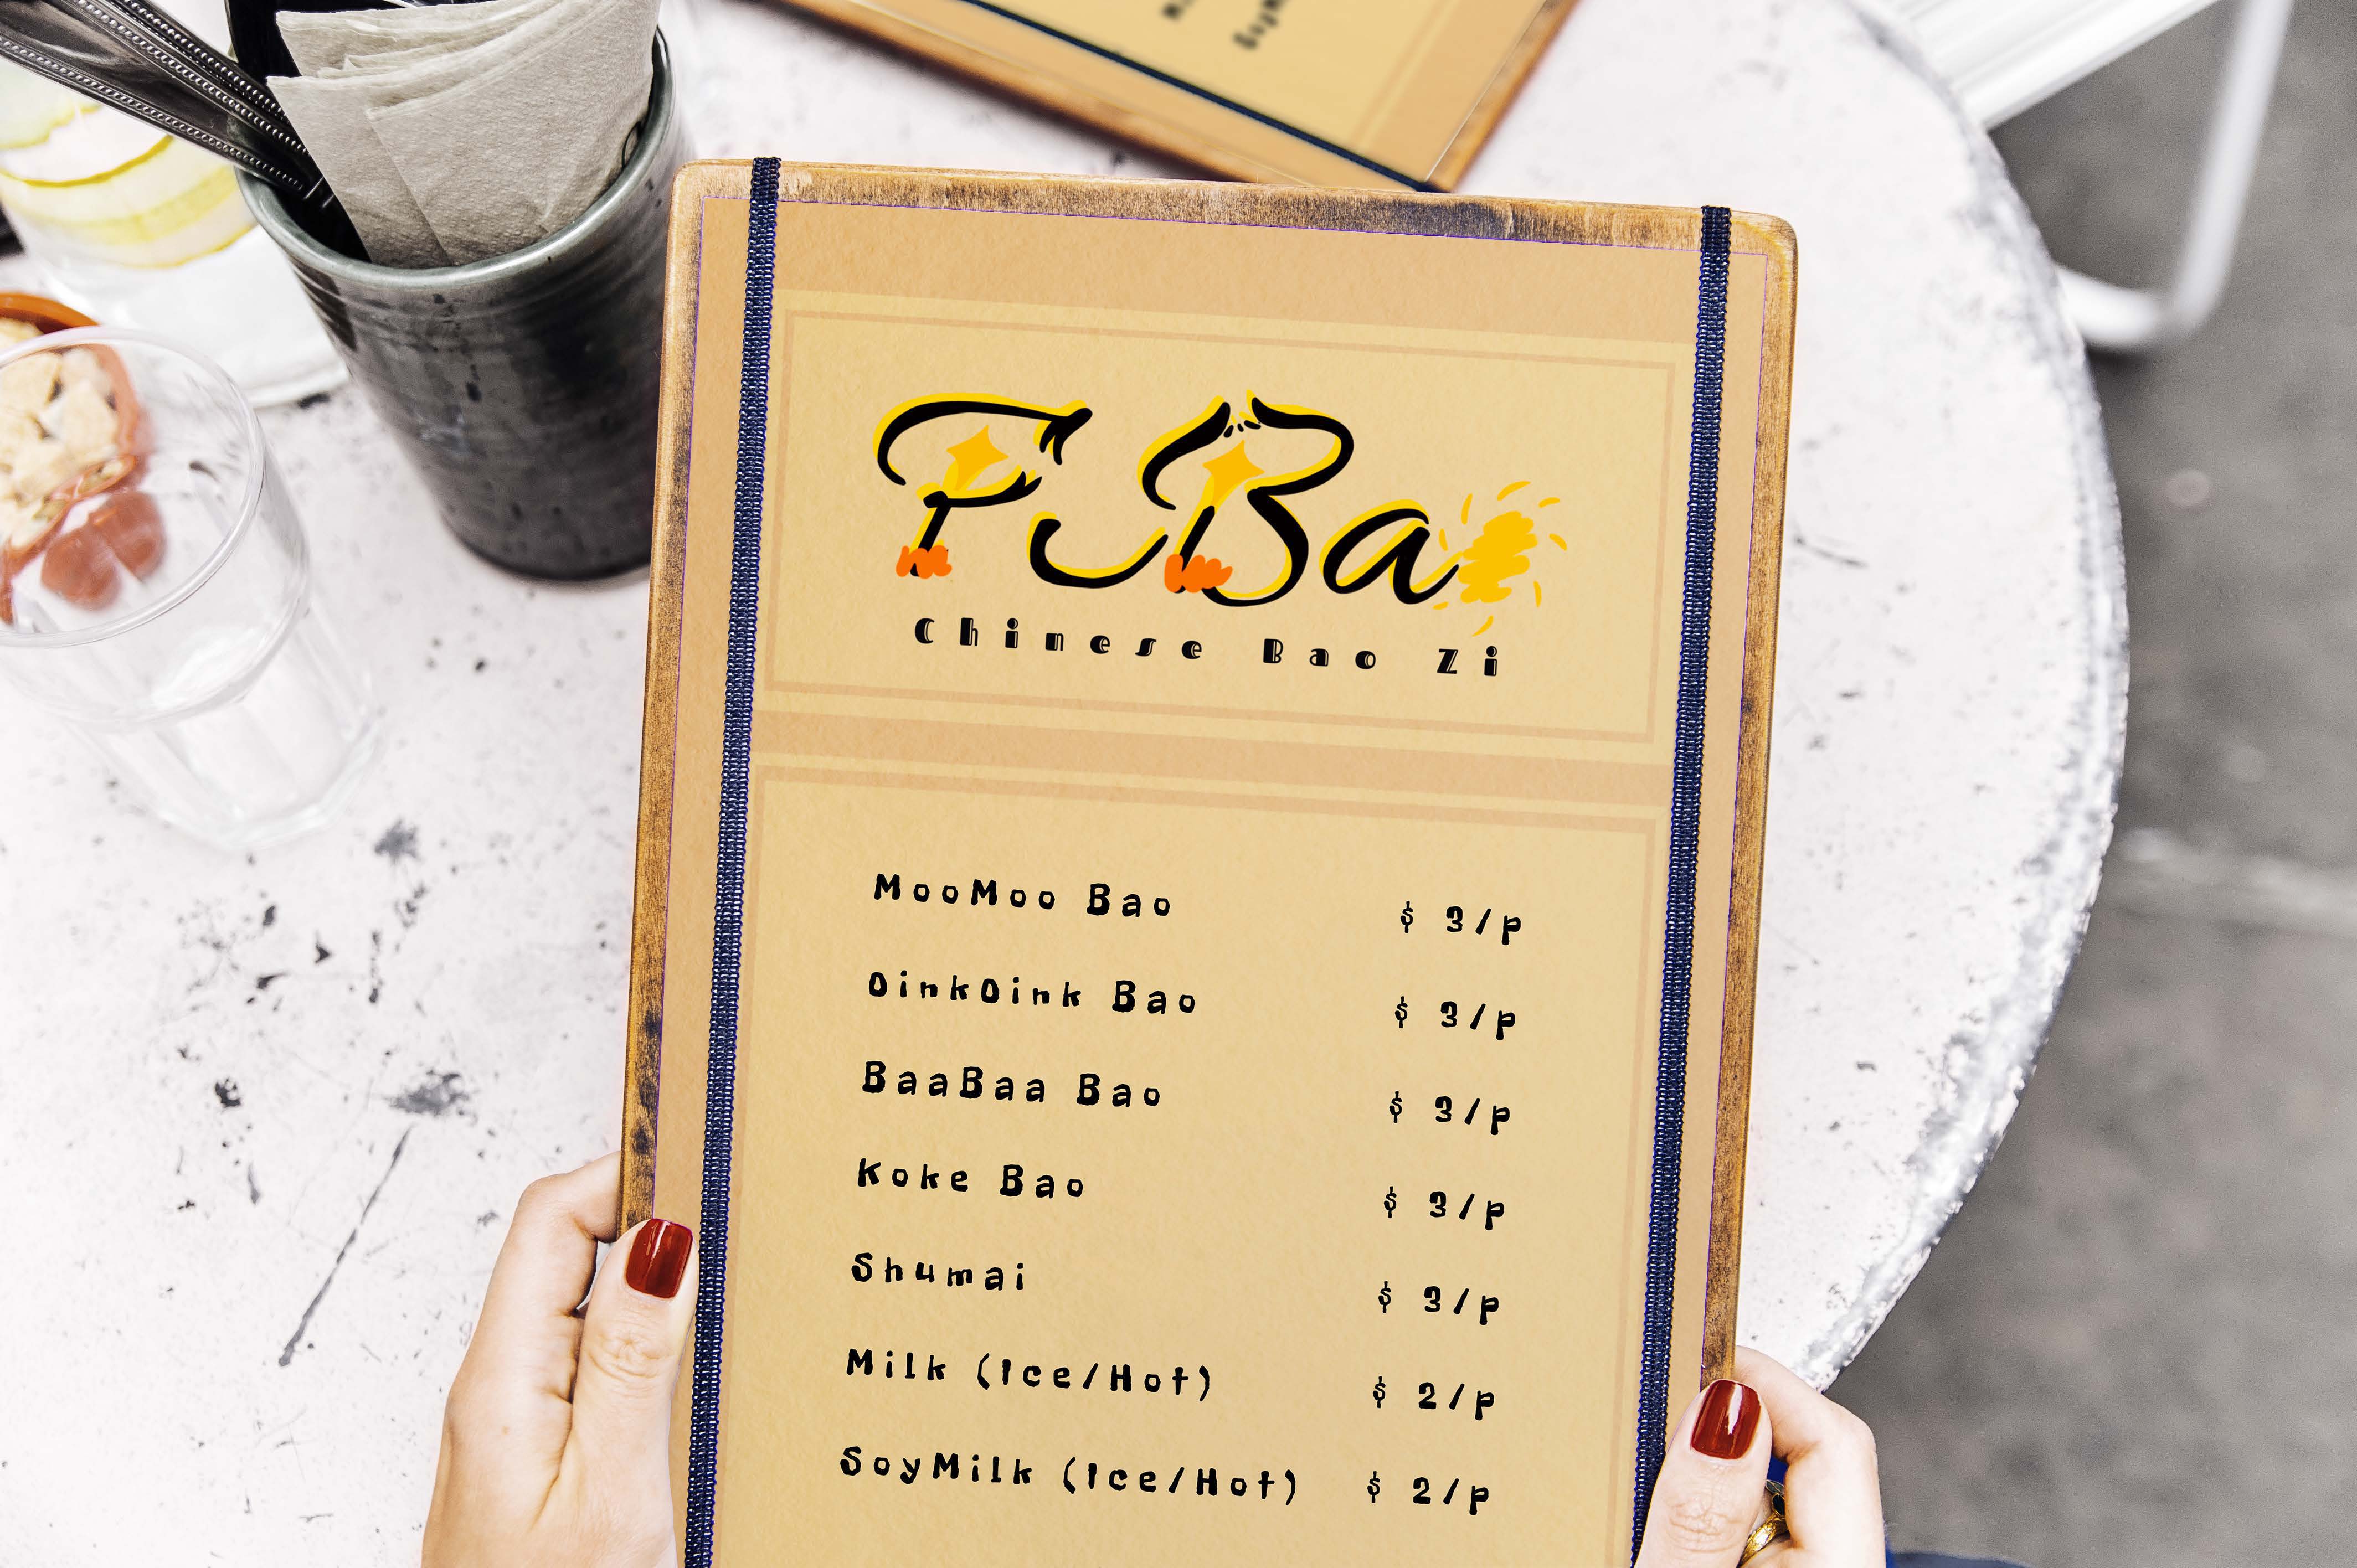 FuBao
Chinese Bao Zi
MooMoo Bao $ 3/p
OinkOink Bao $ 3/p
BaaBaa Bao $ 3/p
Koke Bao $ 3/p
Shumai $ 3/p
Milk (Ice/Hot) $ 2/p
SoyMilk (Ice/Hot) $ 2/p